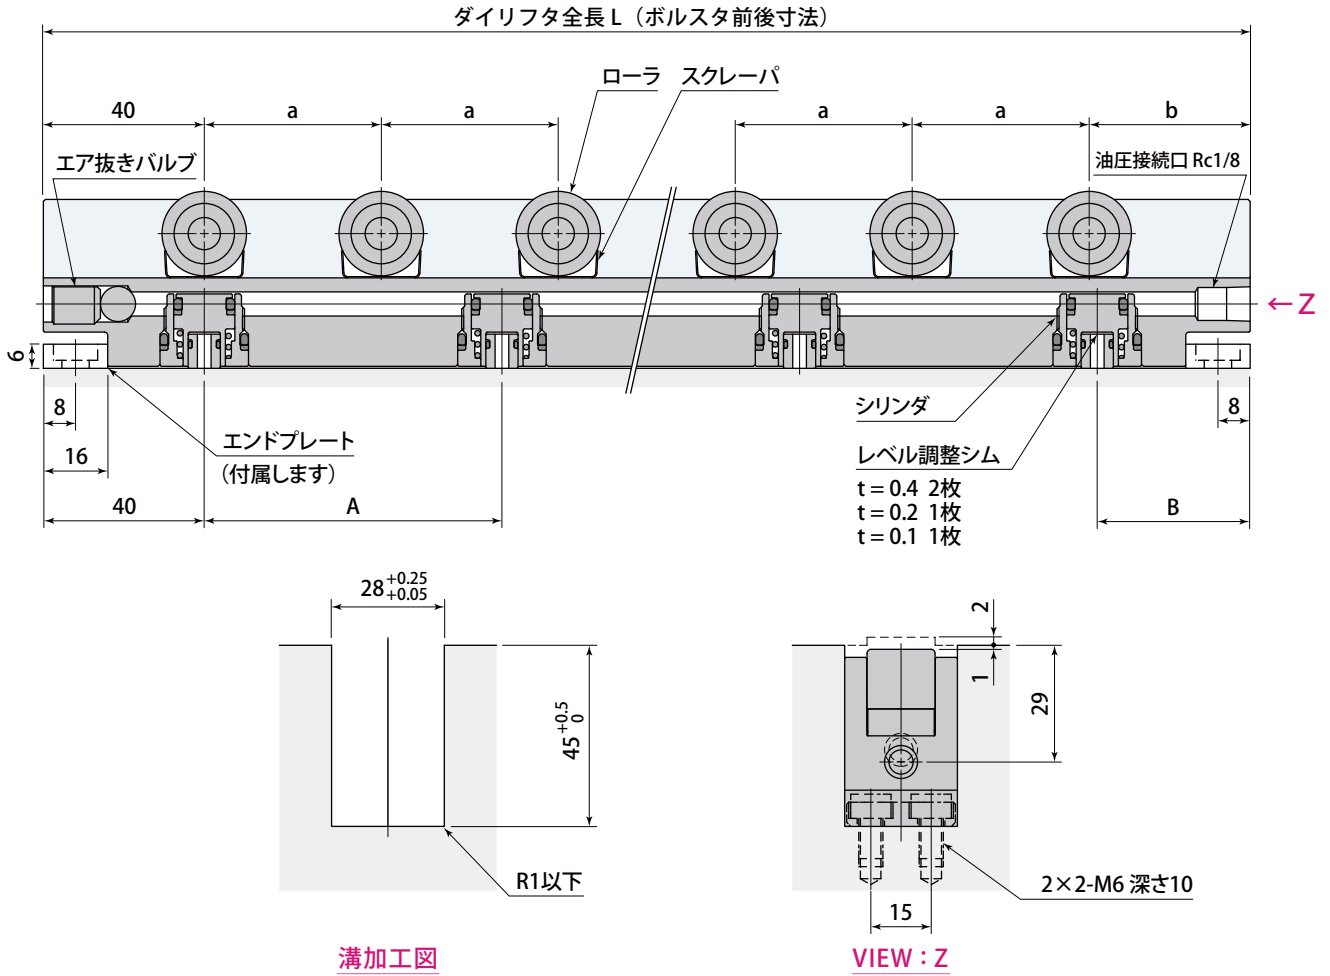 ダイリフタ全長 L（ボルスタ前後寸法）
ローラ スクレーパ
40 a a a a b
エア抜きバルブ
油圧接続口 Rc1/8
←Z
6
8
16
エンドプレート
（付属します）
40 A
シリンダ
8
レベル調整シム
t = 0.4 2枚
t = 0.2 1枚
t = 0.1 1枚
B
28 +0.25 +0.05
45 +0.5 0
R1以下
溝加工図
2
1
29
2×2-M6 深さ10
15
VIEW：Z